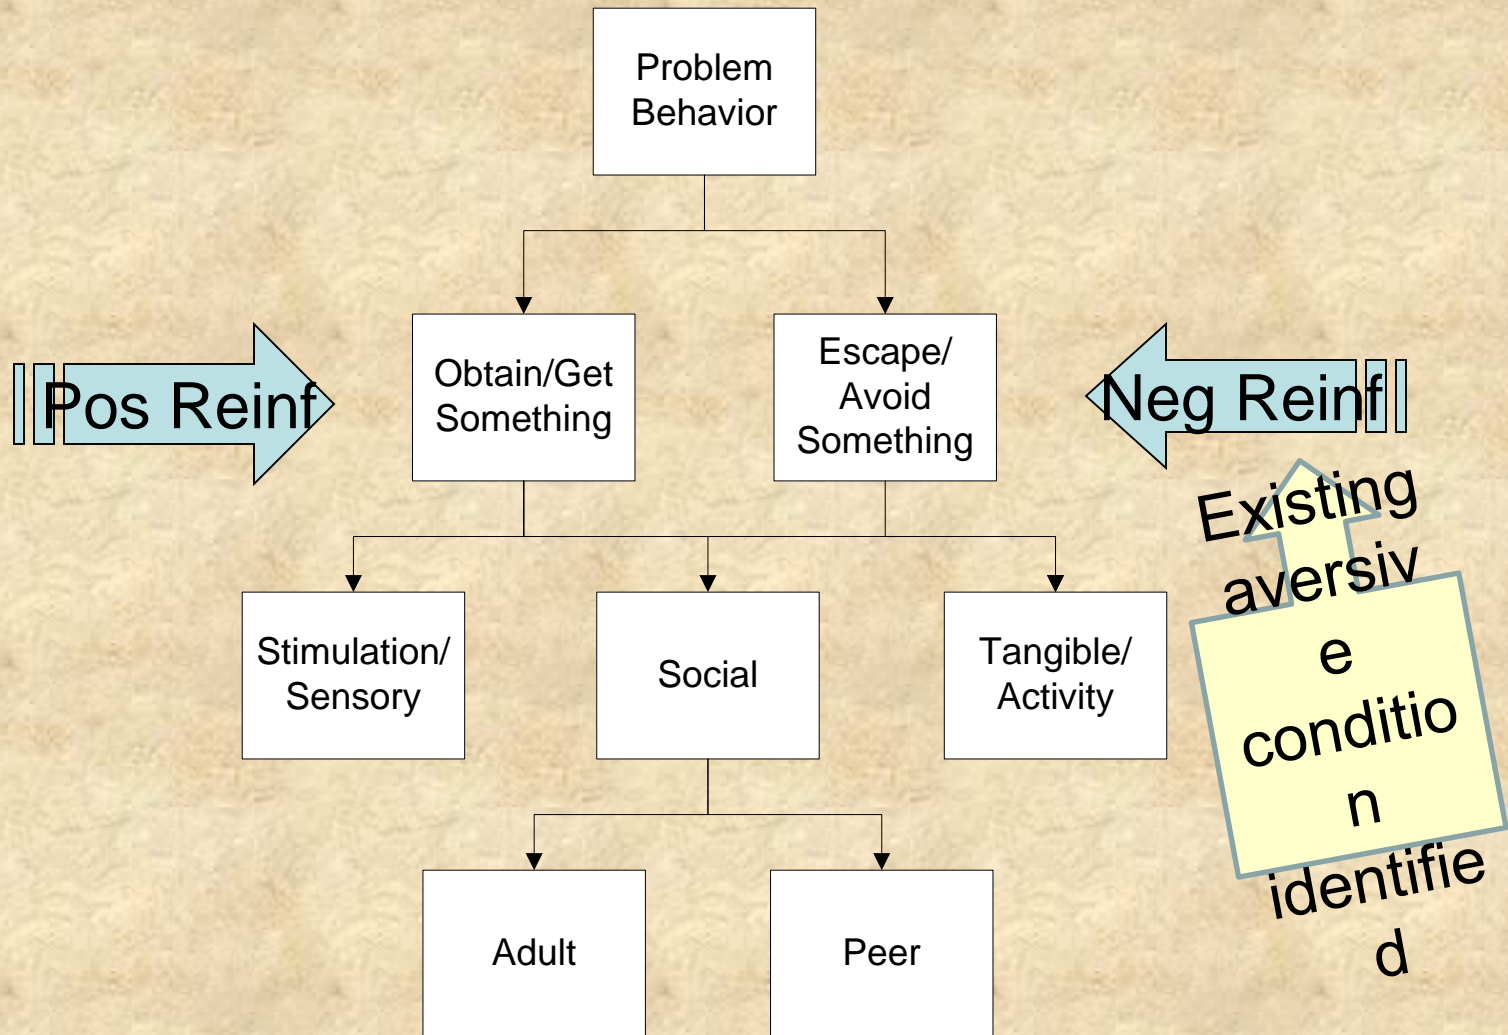 Problem
Behavior
Pos Reinf
Obtain/Get
Something
Escape/
Avoid
Something
Neg Reinf
Existing
aversiv
e
conditio
n
identifie
d
Stimulation/
Sensory
Social
Tangible/
Activity
Adult
Peer